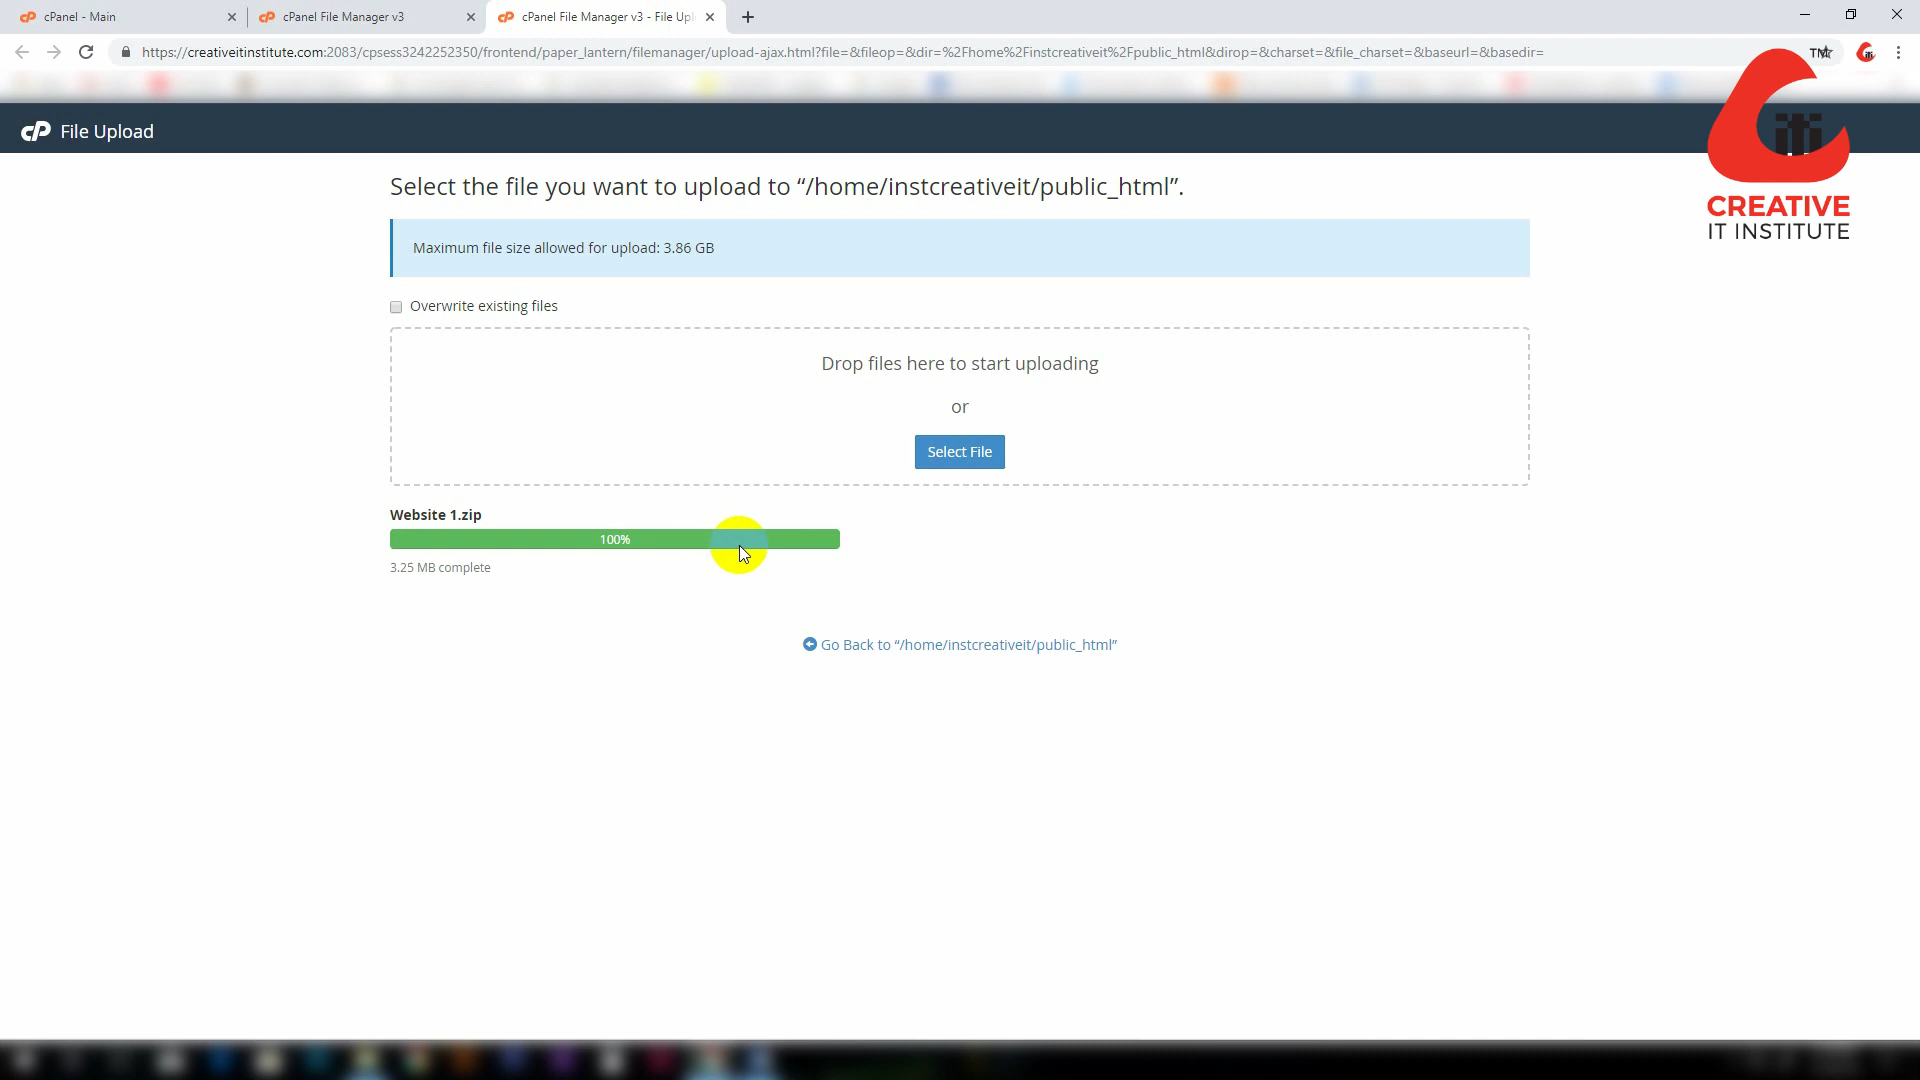 cPanel - Main
cPanel File Manager v3
cPanel File Manager v3 - File Upl
https://creativeitinstitute.com:2083/cpsess3242252350/frontend/paper_lantern/filemanager/upload-ajax.html?file=&fileop=&dir=%2Fhome%2Finstcreativeit%2Fpublic_html&dirop=&charset=&file_charset=&baseurl=&basedir=
TM
cP File Upload
iti
CREATIVE
IT INSTITUTE
Select the file you want to upload to “/home/instcreativeit/public_html”.
Maximum file size allowed for upload: 3.86 GB
Overwrite existing files
Drop files here to start uploading
or
Select File
Website 1.zip
100%
3.25 MB complete
Go Back to “/home/instcreativeit/public_html”